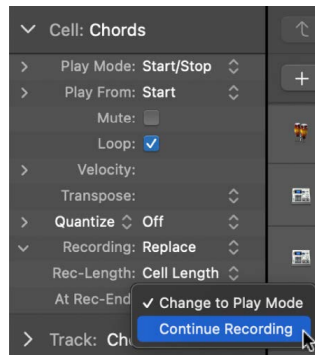 Cell: Chords
Play Mode: Start/Stop
Play From: Start
Mute:
Loop:
Velocity:
Transpose:
Quantize Off
Recording: Replace
Rec-Length: Cell Length
At Rec-End
Change to Play Mode
Continue Recording
Track: